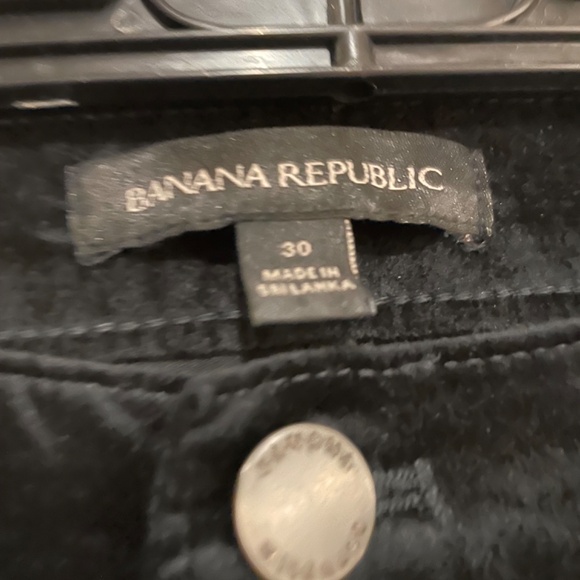 BANANA REPUBLIC
30
MADE IN
SRI LANKA